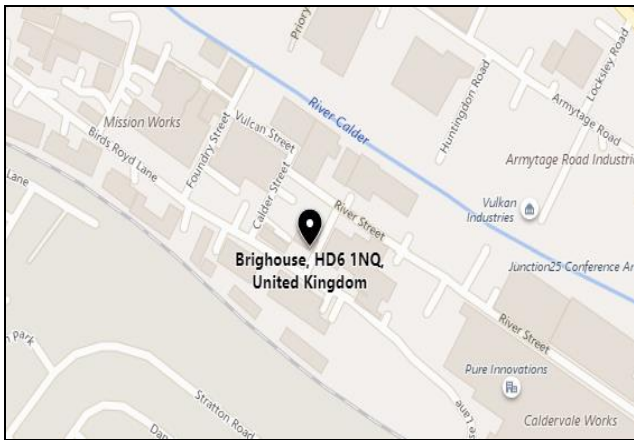 Priory
Locksley Road
Mission Works
River Calder
Huntingdon Road
Armytage Road
Vulcan Street
Birds Royd Lane
Foundry Street
Armytage Road Industri
Lane
Calder Street
Vulkan
Industries
River Street
Brighouse, HD6 1NQ,
United Kingdom
Junction25 Conference
River Street
Park
Pure Innovations
Stratton Road
Lane
Caldervale Works